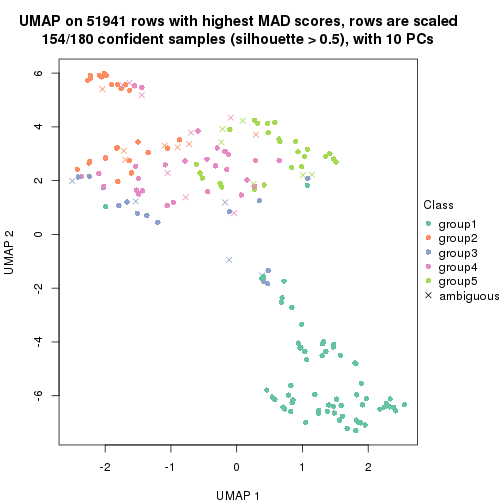 UMAP on 51941 rows with highest MAD scores, rows are scaled
154/180 confident samples (silhouette > 0.5), with 10 PCs
6
4
2
0
-2
-4
-6
UMAP 2
-2
-1
0
1
2
UMAP 1
Class
group1
group2
group3
group4
group5
ambiguous